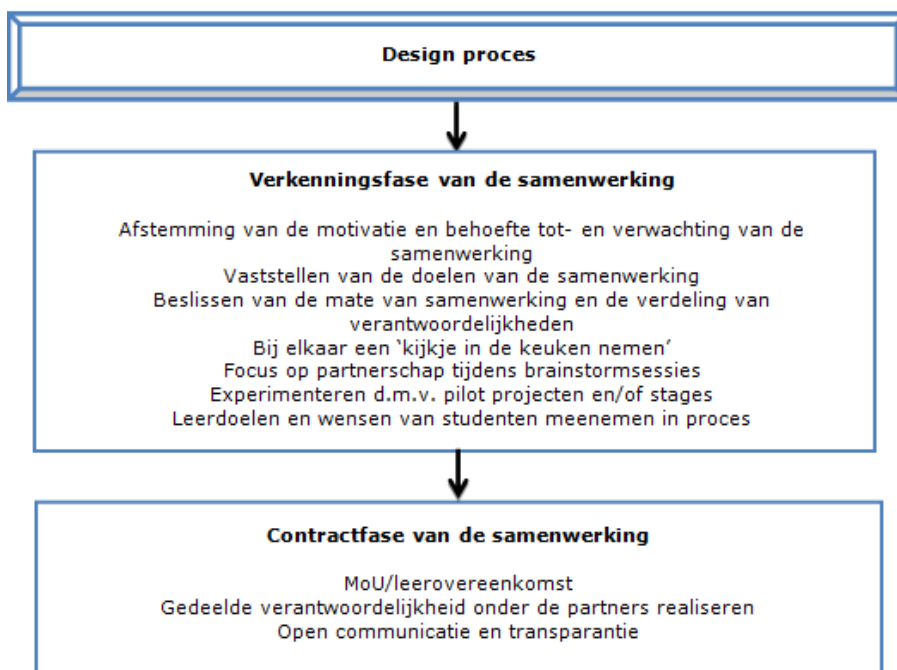 Design proces
Verkenningsfase van de samenwerking
Afstemming van de motivatie en behoefte tot- en verwachting van de
samenwerking
Vaststellen van de doelen van de samenwerking
Beslissen van de mate van samenwerking en de verdeling van
verantwoordelijkheden
Bij elkaar een ‘kijkje in de keuken nemen’
Focus op partnerschap tijdens brainstormsessies
Experimenteren d.m.v. pilot projecten en/of stages
Leerdoelen en wensen van studenten meenemen in proces
Contractfase van de samenwerking
MoU/leerovereenkomst
Gedeelde verantwoordelijkheid onder de partners realiseren
Open communicatie en transparantie